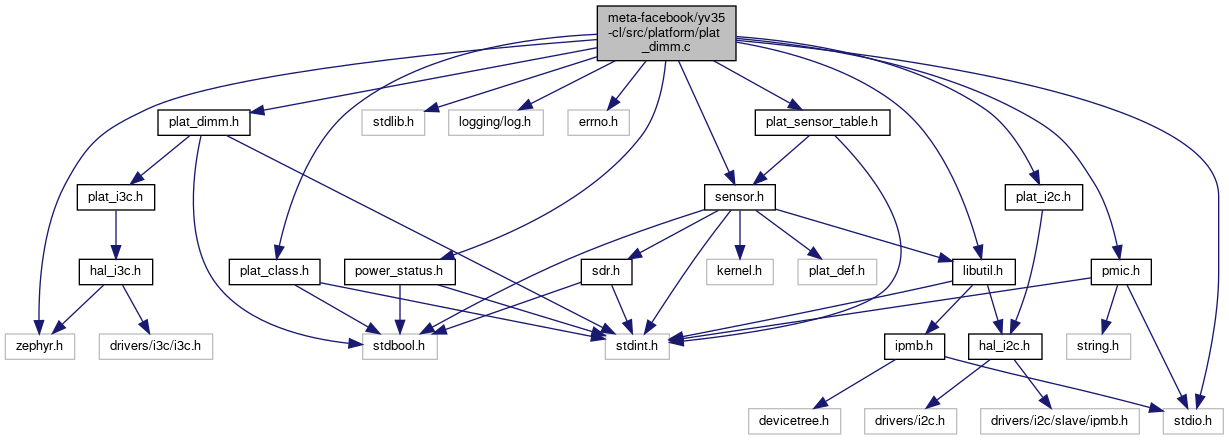 meta-facebook/yv35
-cl/src/platform/plat
_dimm.c
plat_dimm.h
stdlib.h
logging/log.h
errno.h
plat_sensor_table.h
plat_i3c.h
sensor.h
plat_i2c.h
hal_i3c.h
plat_class.h
power_status.h
sdr.h
kernel.h
plat_def.h
libutil.h
pmic.h
zephyr.h
drivers/i3c/i3c.h
stdbool.h
stdint.h
ipmb.h
hal_i2c.h
string.h
devicetree.h
drivers/i2c.h
drivers/i2c/slave/ipmb.h
stdio.h